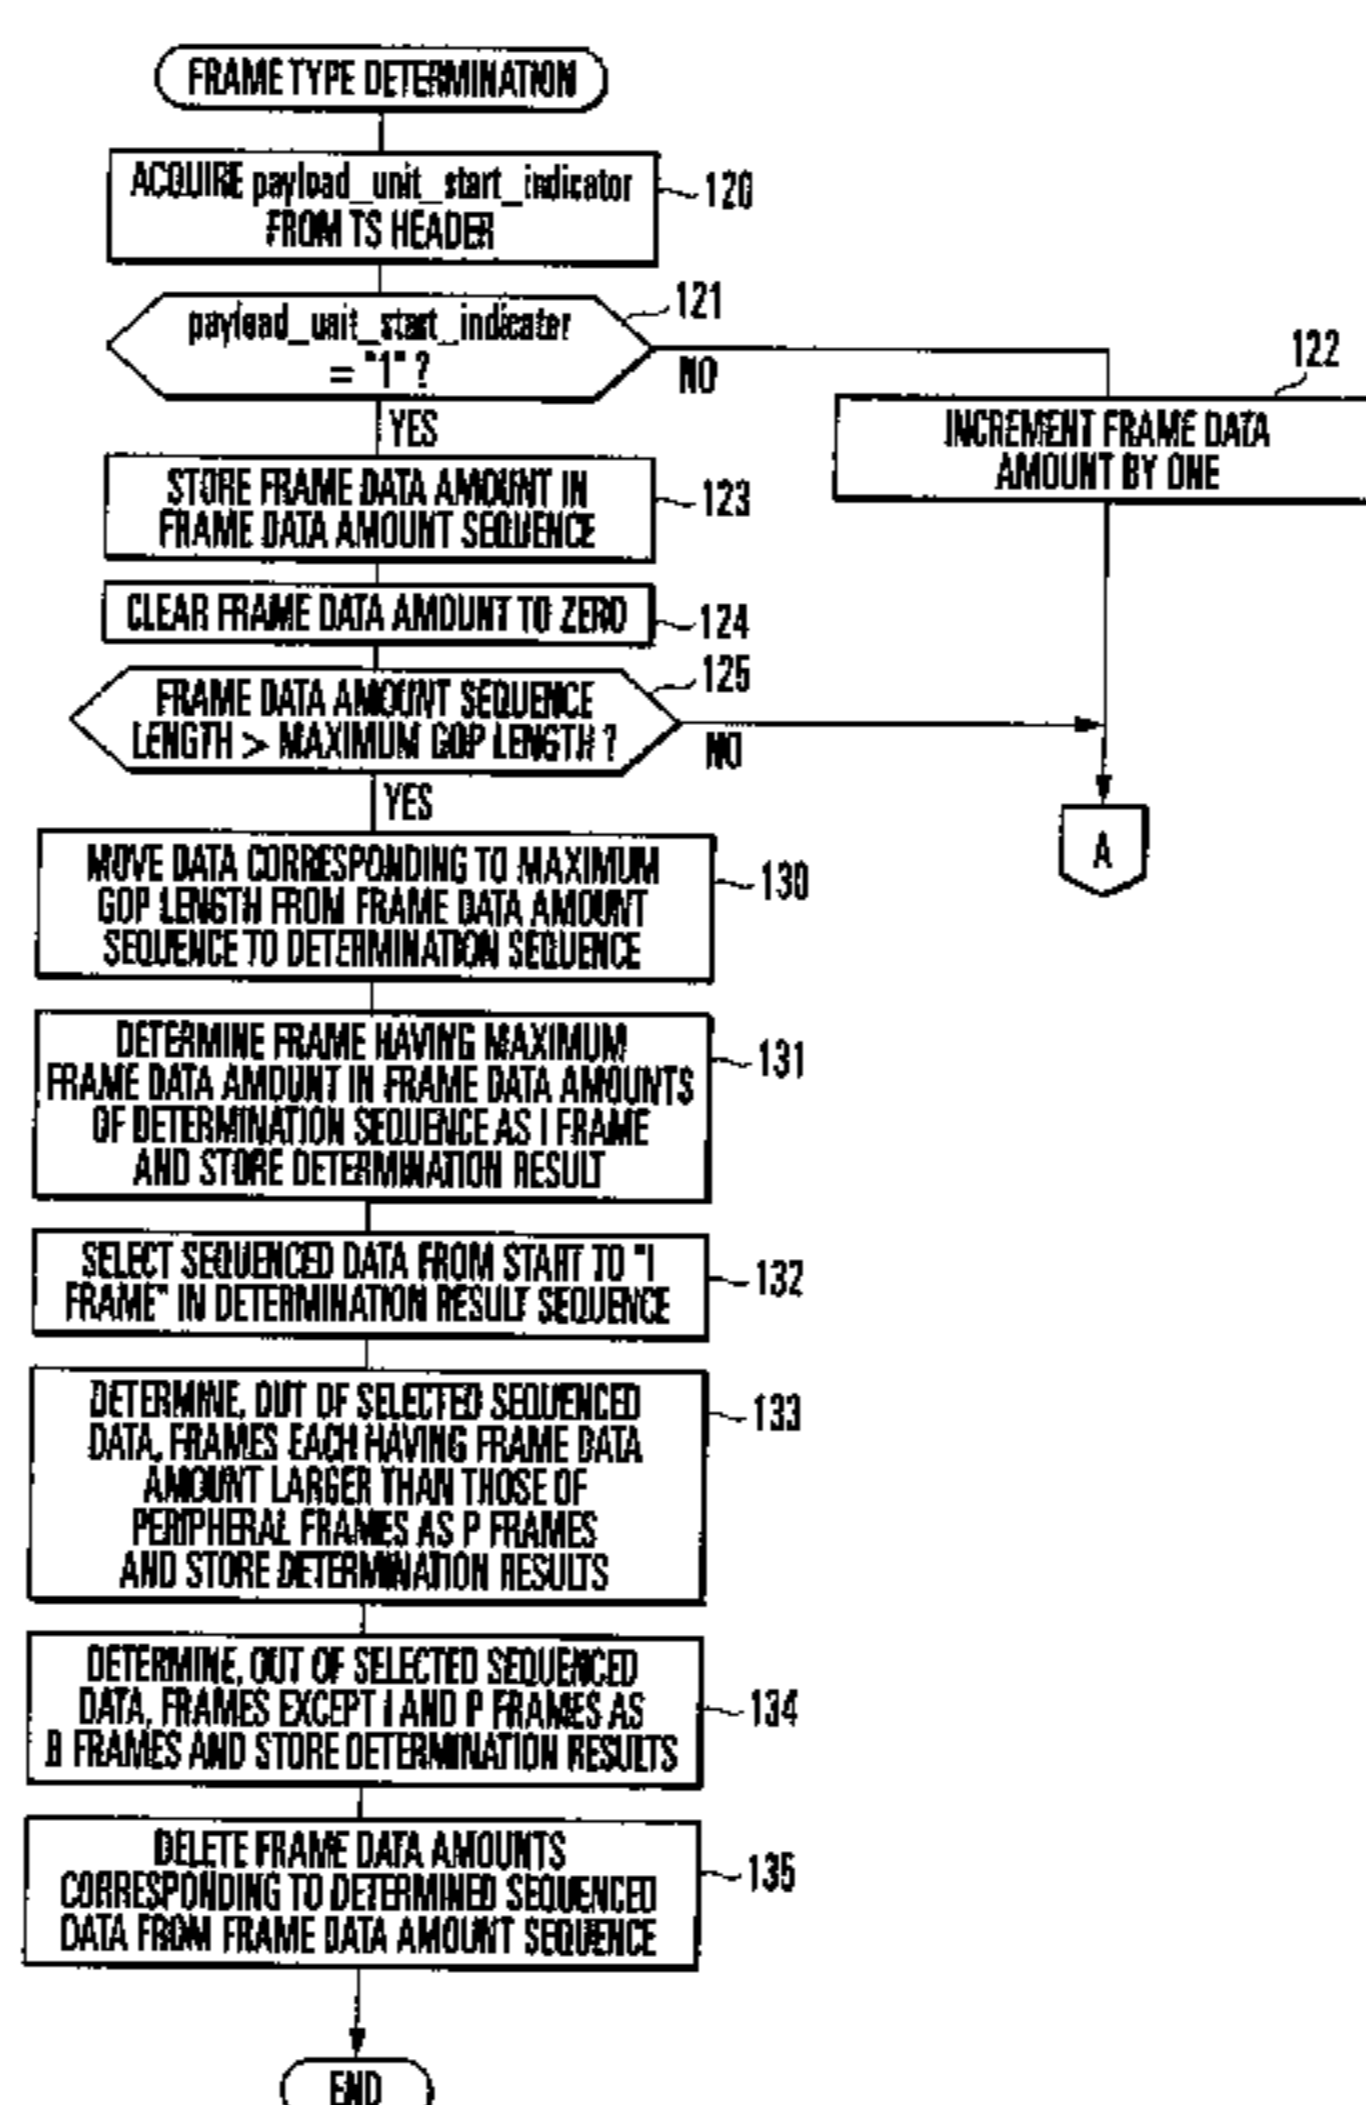 FRAME TYPE DETERMINATION
ACQUIRE payload_unit_start_indicator
FROM TS HEADER
120
payload_unit_start_indicater
= "1" ?
121
NO
YES
122
INCREMENT FRAME DATA
AMOUNT BY ONE
STORE FRAME DATA AMOUNT IN
FRAME DATA AMOUNT SEQUENCE
123
CLEAR FRAME DATA AMOUNT TO ZERO
124
FRAME DATA AMOUNT SEQUENCE
LENGTH > MAXIMUM GOP LENGTH ?
125
NO
YES
A
MOVE DATA CORRESPONDING TO MAXIMUM
GOP LENGTH FROM FRAME DATA AMOUNT
SEQUENCE TO DETERMINATION SEQUENCE
130
DETERMINE FRAME HAVING MAXIMUM
FRAME DATA AMOUNT IN FRAME DATA AMOUNTS
OF DETERMINATION SEQUENCE AS I FRAME
AND STORE DETERMINATION RESULT
131
SELECT SEQUENCED DATA FROM START TO "I
FRAME" IN DETERMINATION RESULT SEQUENCE
132
DETERMINE, OUT OF SELECTED SEQUENCED
DATA, FRAMES EACH HAVING FRAME DATA
AMOUNT LARGER THAN THOSE OF
PERIPHERAL FRAMES AS P FRAMES
AND STORE DETERMINATION RESULTS
133
DETERMINE, OUT OF SELECTED SEQUENCED
DATA, FRAMES EXCEPT I AND P FRAMES AS
B FRAMES AND STORE DETERMINATION RESULTS
134
DELETE FRAME DATA AMOUNTS
CORRESPONDING TO DETERMINED SEQUENCED
DATA FROM FRAME DATA AMOUNT SEQUENCE
135
END